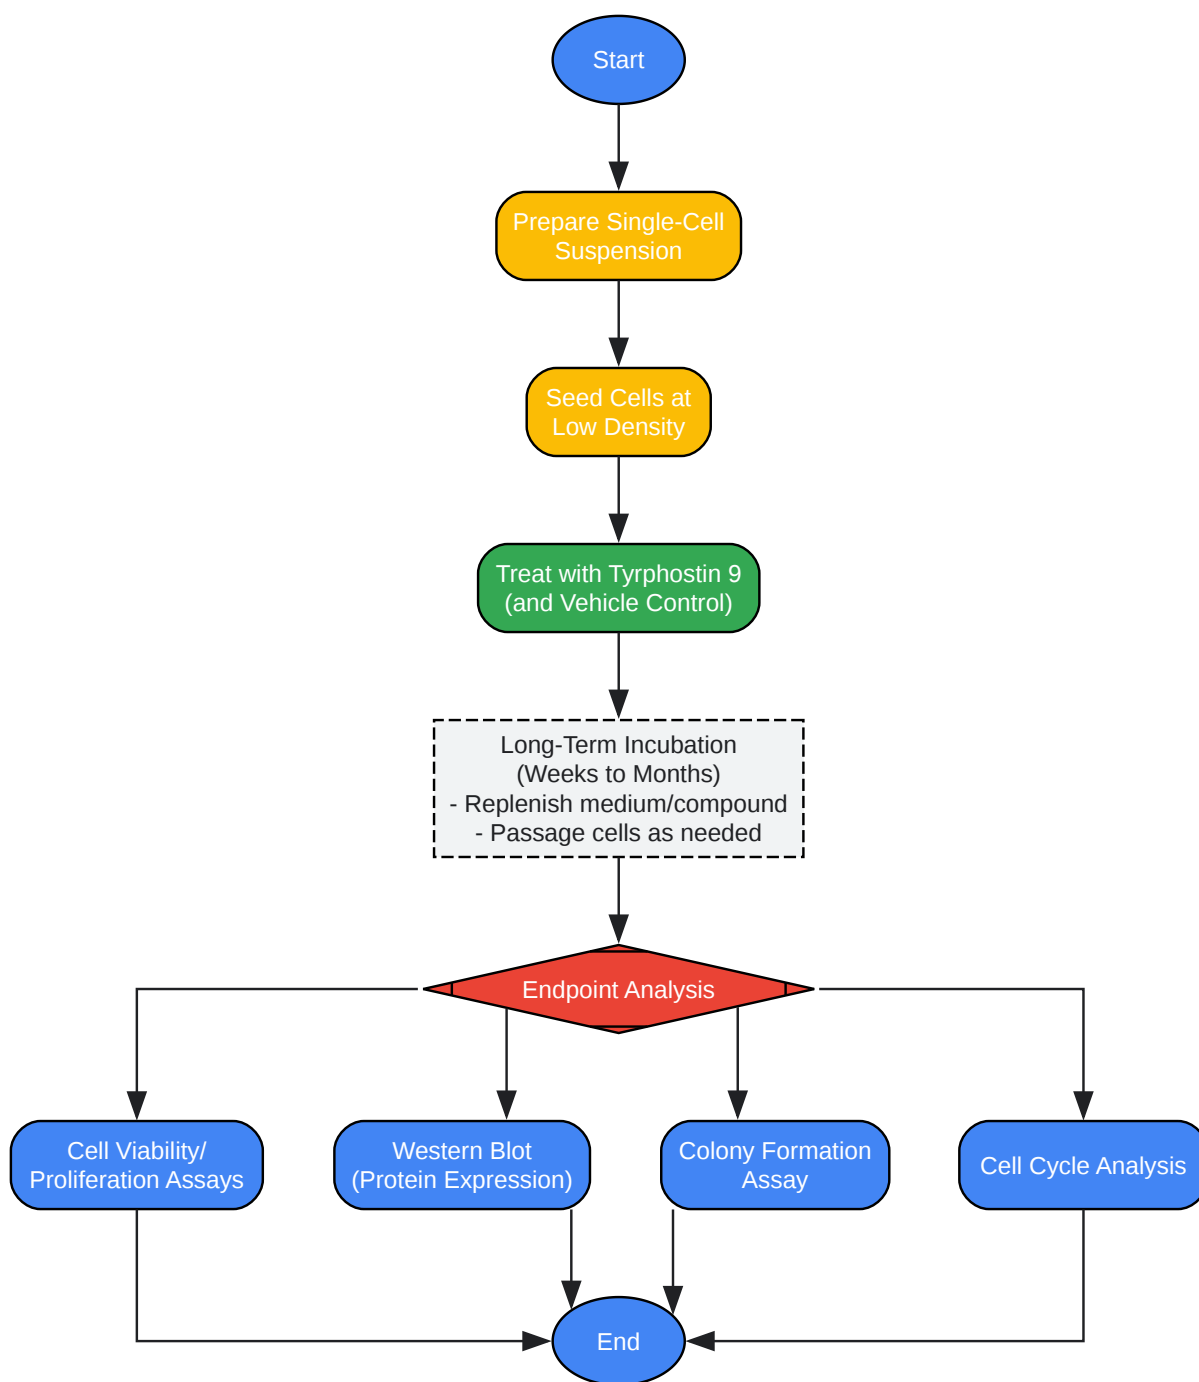 Start
Prepare Single-Cell
Suspension
Seed Cells at
Low Density
Treat with Tyrphostin 9
(and Vehicle Control)
Long-Term Incubation
(Weeks to Months)
- Replenish medium/compound
- Passage cells as needed
Endpoint Analysis
Cell Viability/
Proliferation Assays
Western Blot
(Protein Expression)
Colony Formation
Assay
Cell Cycle Analysis
End